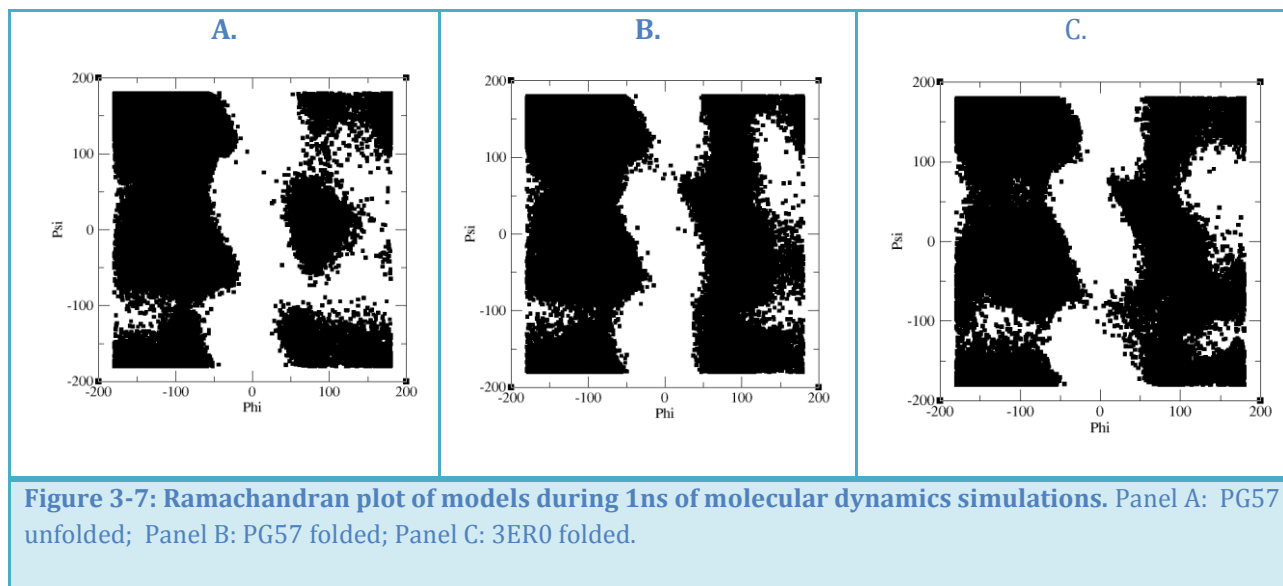 A.
B.
C.
200
100
0
-100
-200
Psi
-200
-100
0
100
200
Phi
200
100
0
-100
-200
Psi
-200
-100
0
100
200
Phi
200
100
0
-100
-200
Psi
-200
-100
0
100
200
Phi
Figure 3-7: Ramachandran plot of models during 1ns of molecular dynamics simulations. Panel A: PG57
unfolded; Panel B: PG57 folded; Panel C: 3ER0 folded.